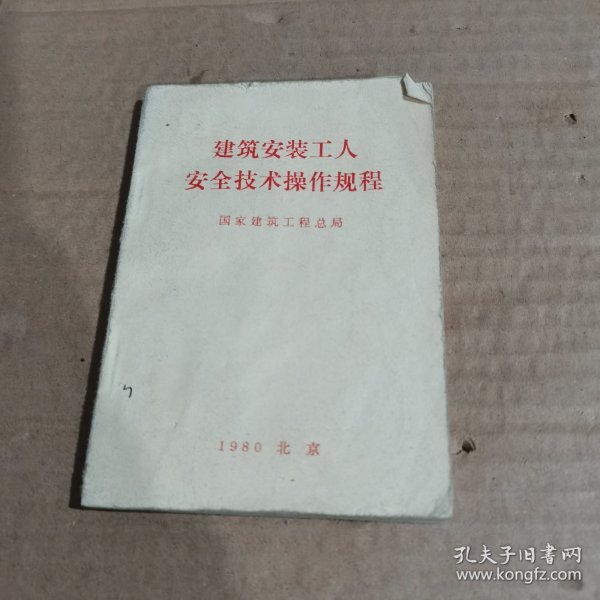 建筑安装工人
安全技术操作规程
国家建筑工程总局
1980 北京
孔夫子旧书网
www.kongfz.com